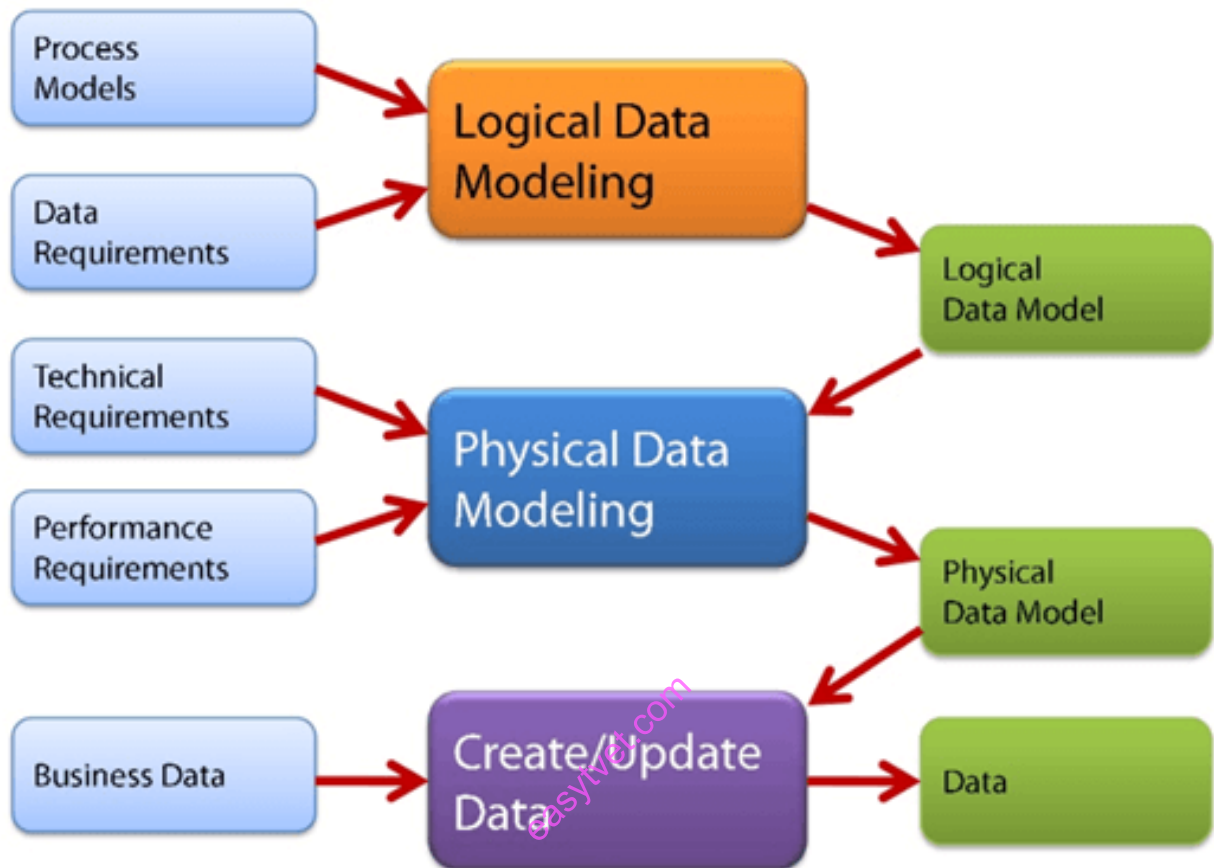 Process
Models
Logical Data
Modeling
Data
Requirements
Logical
Data Model
Technical
Requirements
Physical Data
Modeling
Performance
Requirements
Physical
Data Model
Business Data
Create/Update
Data
Data
easytvet.com